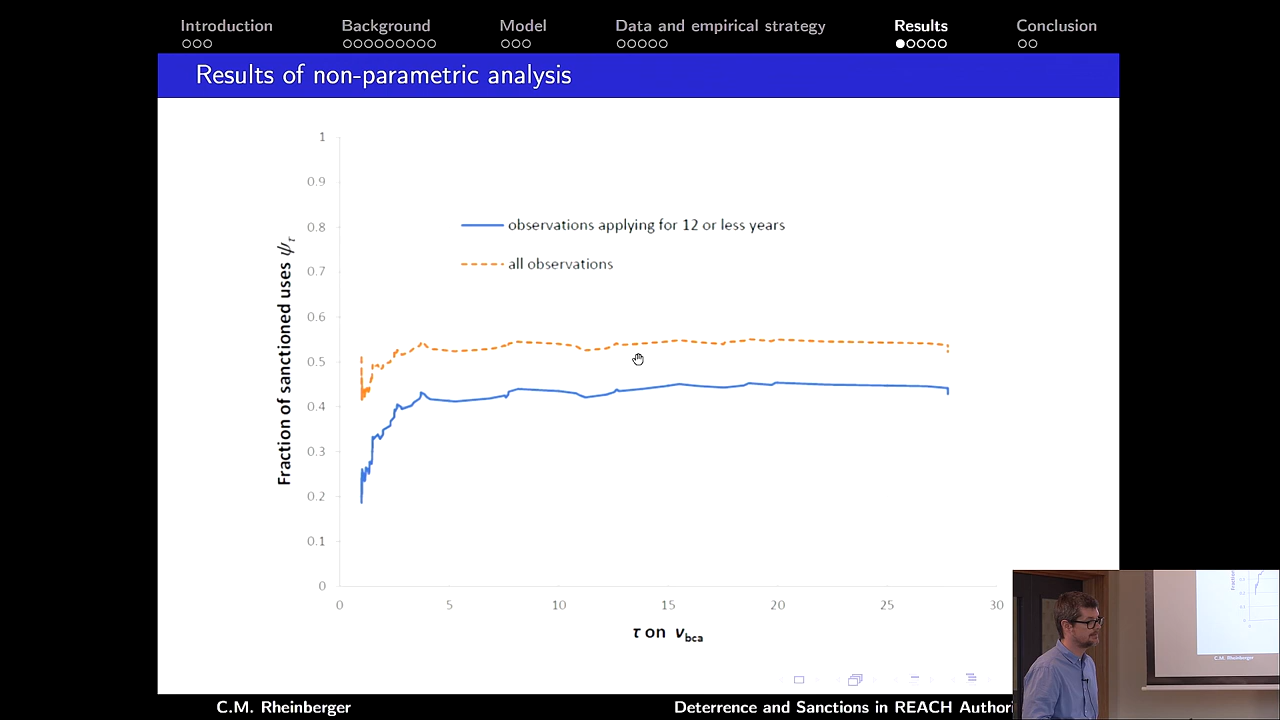 Introduction Background Model Data and empirical strategy Results Conclusion
Results of non-parametric analysis
1
0.9
0.8
0.7
0.6
0.5
0.4
0.3
0.2
0.1
0
Fraction of sanctioned uses ψτ
observations applying for 12 or less years
all observations
0 5 10 15 20 25 30
τ on vbca
C.M. Rheinberger Deterrence and Sanctions in REACH Authori
C.M. Rheinberger